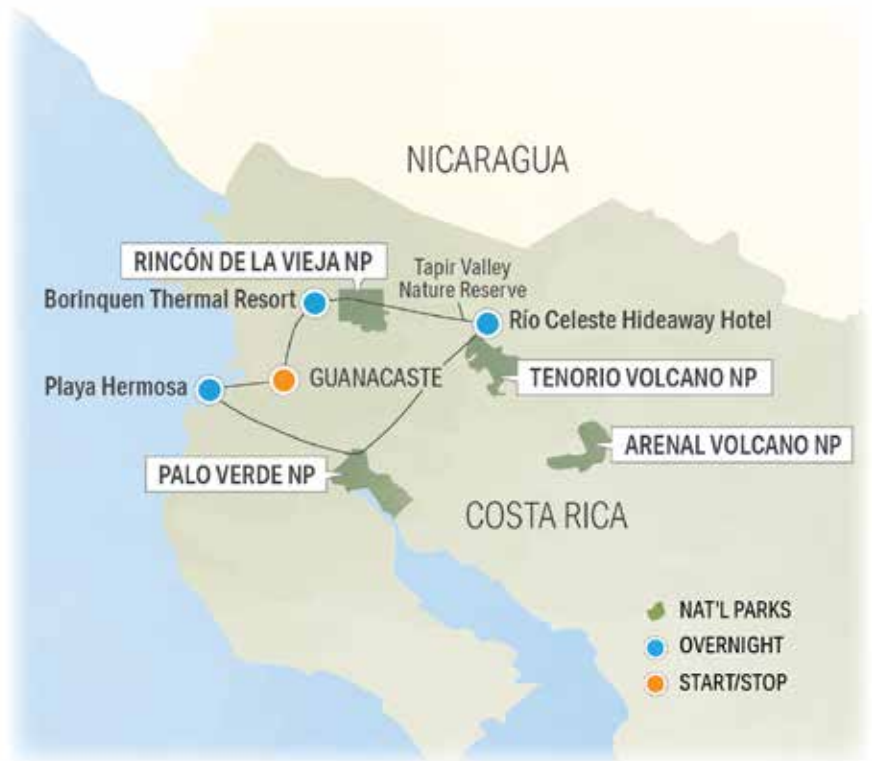 NICARAGUA
RINCÓN DE LA VIEJA NP
Tapir Valley
Nature Reserve
Borinquen Thermal Resort
Río Celeste Hideaway Hotel
Playa Hermosa
GUANACASTE
TENORIO VOLCANO NP
ARENAL VOLCANO NP
PALO VERDE NP
COSTA RICA
NAT'L PARKS
OVERNIGHT
START/STOP